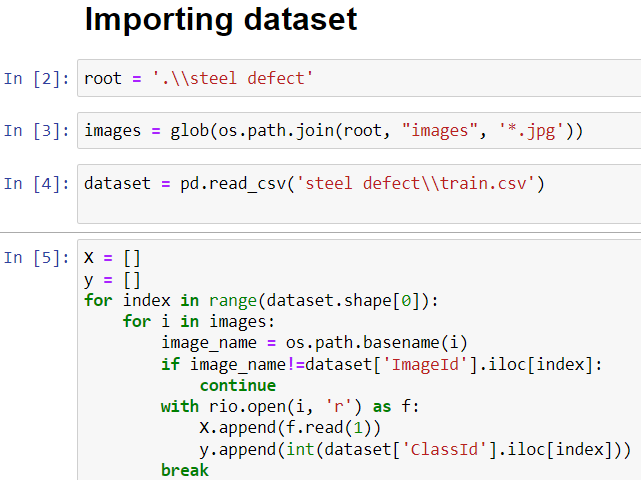 Importing dataset
In [2]: root = '.\\steel defect'
In [3]: images = glob(os.path.join(root, "images", '*.jpg'))
In [4]: dataset = pd.read_csv('steel defect\\train.csv')
In [5]: X = []
y = []
for index in range(dataset.shape[0]):
    for i in images:
        image_name = os.path.basename(i)
        if image_name!=dataset['ImageId'].iloc[index]:
            continue
        with rio.open(i, 'r') as f:
            X.append(f.read(1))
            y.append(int(dataset['ClassId'].iloc[index]))
        break